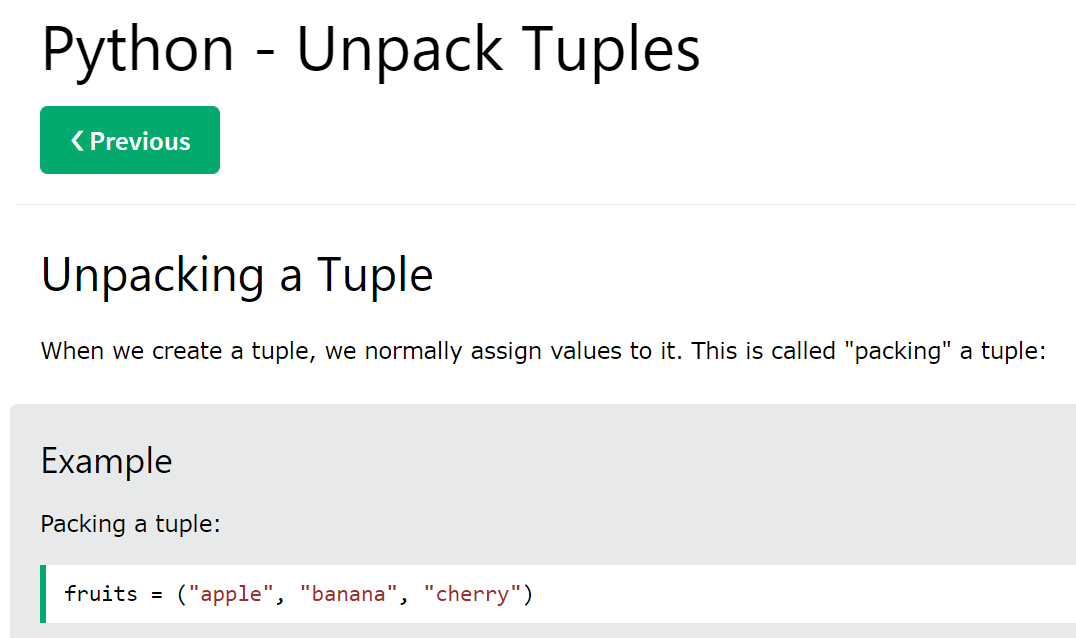 Python - Unpack Tuples
❮ Previous
Unpacking a Tuple
When we create a tuple, we normally assign values to it. This is called "packing" a tuple:
Example
Packing a tuple:
fruits = ("apple", "banana", "cherry")